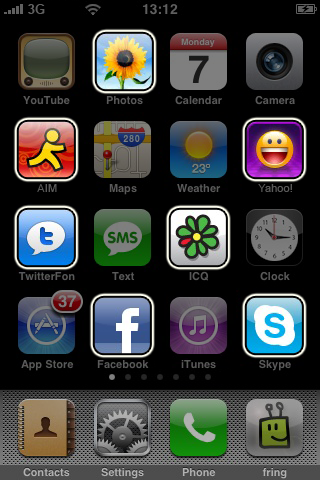 3G 13:12
YouTube Photos Monday 7 Calendar Camera
AIM 280 Maps 23° Weather Yahoo!
t TwitterFon SMS Text ICQ Clock
37 App Store f Facebook iTunes S Skype
Contacts Settings Phone fring